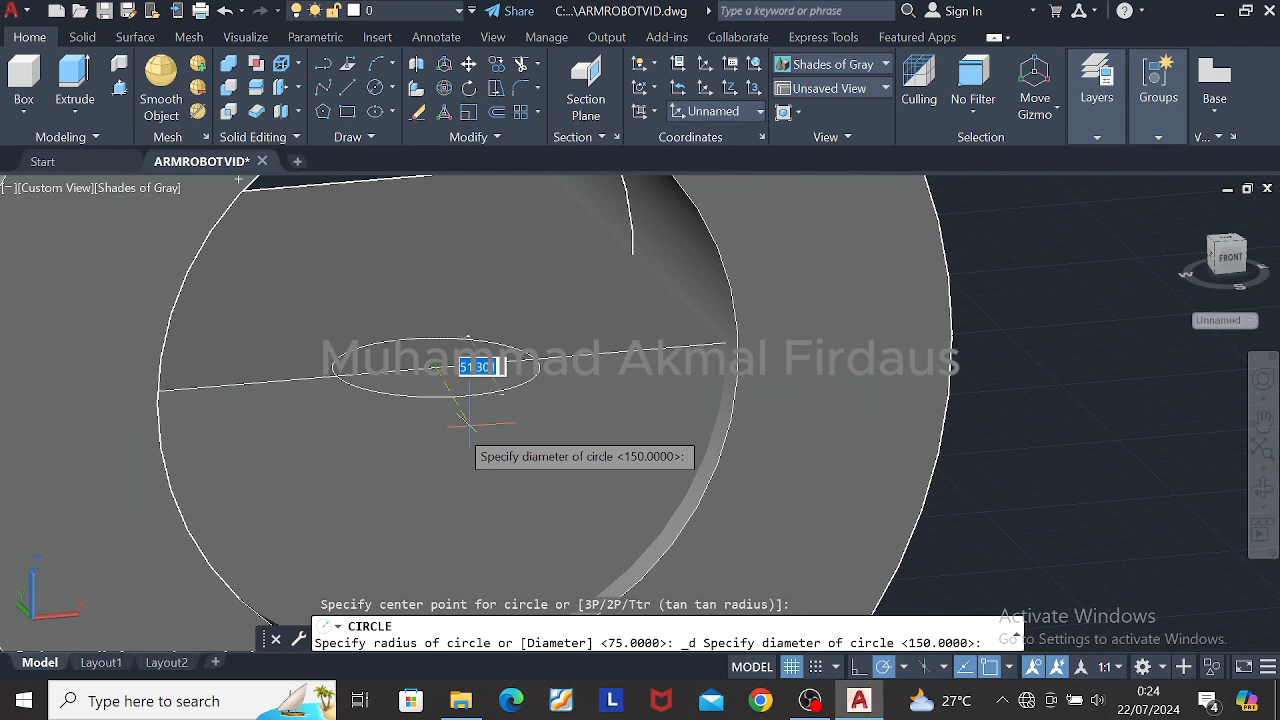 A
Share
0
C:\...\ARMROBOTVID.dwg
Type a keyword or phrase
Sign In
Home Solid Surface Mesh Visualize Parametric Insert Annotate View Manage Output Add-ins Collaborate Express Tools Featured Apps
Box
Extrude
Smooth
Object
Section
Plane
Unnamed
Shades of Gray
Unsaved View
Culling
No Filter
Move
Gizmo
Layers
Groups
Base
Modeling Mesh Solid Editing Draw Modify Section Coordinates View Selection V...
Start
ARMROBOTVID*
[−][Custom View][Shades of Gray]
FRONT
W
E
S
Unnamed
Muhammad Akmal Firdaus
51.301
Specify diameter of circle <150.0000>:
Z
Y
X
Specify center point for circle or [3P/2P/Ttr (tan tan radius)]:
CIRCLE
Specify radius of circle or [Diameter] <75.0000>: _d Specify diameter of circle <150.0000>:
Activate Windows
Go to Settings to activate Windows.
Model Layout1 Layout2
MODEL
1:1
Type here to search
27°C
0:24
22/07/2024
4
PRE